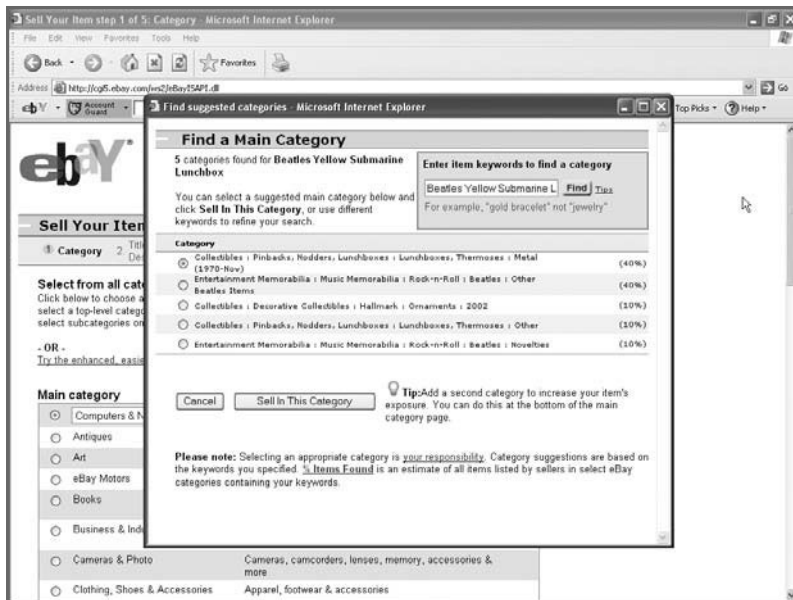 Sell Your Item step 1 of 5: Category - Microsoft Internet Explorer
File Edit View Favorites Tools Help
Back Favorites
Address http://cgi5.ebay.com/ws2/eBayISAPI.dll Go
ebY Account Guard Top Picks Help
Find suggested categories - Microsoft Internet Explorer
Find a Main Category
5 categories found for Beatles Yellow Submarine
Lunchbox
You can select a suggested main category below and
click Sell In This Category, or use different
keywords to refine your search.
Enter item keywords to find a category
Beatles Yellow Submarine L Find Tips
For example, "gold bracelet" not "jewelry"
Category
Collectibles : Pinbacks, Nodders, Lunchboxes : Lunchboxes, Thermoses : Metal (40%)
(1970-Nov)
Entertainment Memorabilia : Music Memorabilia : Rock-n-Roll : Beatles : Other (40%)
Beatles Items
Collectibles : Decorative Collectibles : Hallmark : Ornaments : 2002 (10%)
Collectibles : Pinbacks, Nodders, Lunchboxes : Lunchboxes, Thermoses : Other (10%)
Entertainment Memorabilia : Music Memorabilia : Rock-n-Roll : Beatles : Novelties (10%)
Cancel Sell In This Category
Tip:Add a second category to increase your item's
exposure. You can do this at the bottom of the main
category page.
Please note: Selecting an appropriate category is your responsibility. Category suggestions are based on
the keywords you specified. % Items Found is an estimate of all items listed by sellers in select eBay
categories containing your keywords.
ebaY
Sell Your Iten
1 Category 2 Title
De
Select from all cat
Click below to choose a
select a top-level catego
select subcategories on
- OR -
Try the enhanced, easie
Main category
Computers & N
Antiques
Art
eBay Motors
Books
Business & Indu
Cameras & Photo Cameras, camcorders, lenses, memory, accessories &
more
Clothing, Shoes & Accessories Apparel, footwear & accessories